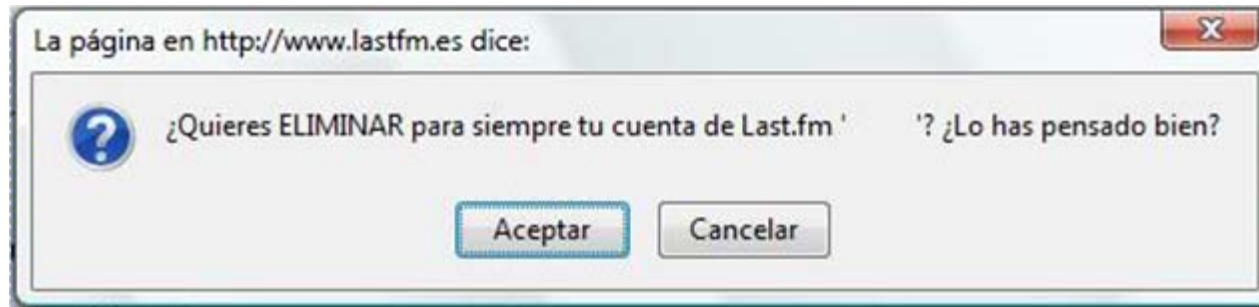 La página en http://www.lastfm.es dice:
¿Quieres ELIMINAR para siempre tu cuenta de Last.fm ' '? ¿Lo has pensado bien?
Aceptar Cancelar